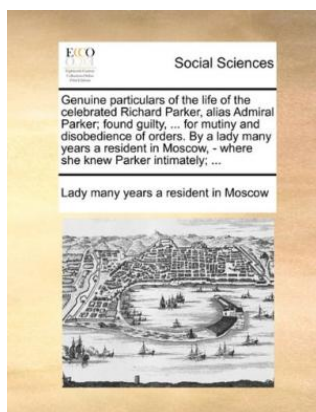 ECCO
Social Sciences
Genuine particulars of the life of the
celebrated Richard Parker, alias Admiral
Parker; found guilty, ... for mutiny and
disobedience of orders. By a lady many
years a resident in Moscow, - where
she knew Parker intimately; ...
Lady many years a resident in Moscow